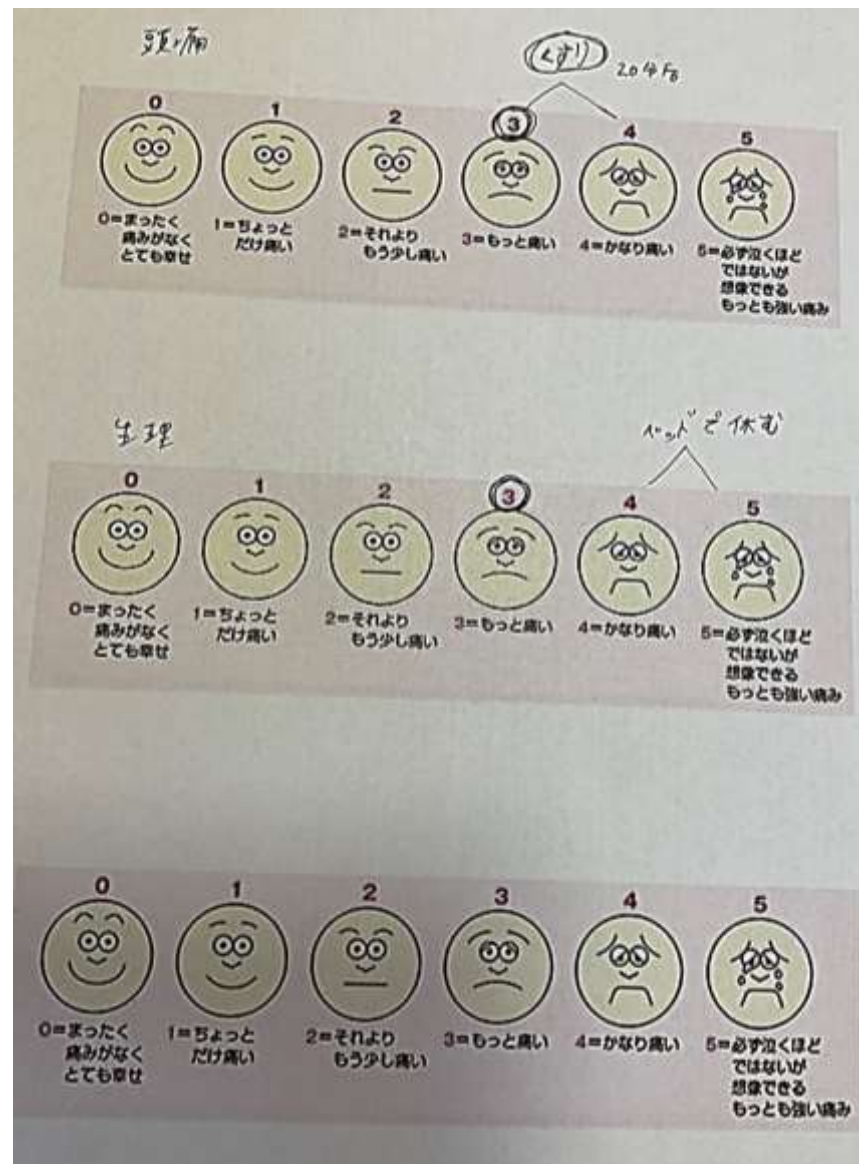 頭痛
くすり 20分后
0 1 2 3 4 5
0=まったく
痛みがなく
とても幸せ
1=ちょっと
だけ痛い
2=それより
もう少し痛い
3=もっと痛い
4=かなり痛い
5=必ず泣くほど
ではないが
想像できる
もっとも強い痛み
生理
ベッドで休む
0 1 2 3 4 5
0=まったく
痛みがなく
とても幸せ
1=ちょっと
だけ痛い
2=それより
もう少し痛い
3=もっと痛い
4=かなり痛い
5=必ず泣くほど
ではないが
想像できる
もっとも強い痛み
0 1 2 3 4 5
0=まったく
痛みがなく
とても幸せ
1=ちょっと
だけ痛い
2=それより
もう少し痛い
3=もっと痛い
4=かなり痛い
5=必ず泣くほど
ではないが
想像できる
もっとも強い痛み